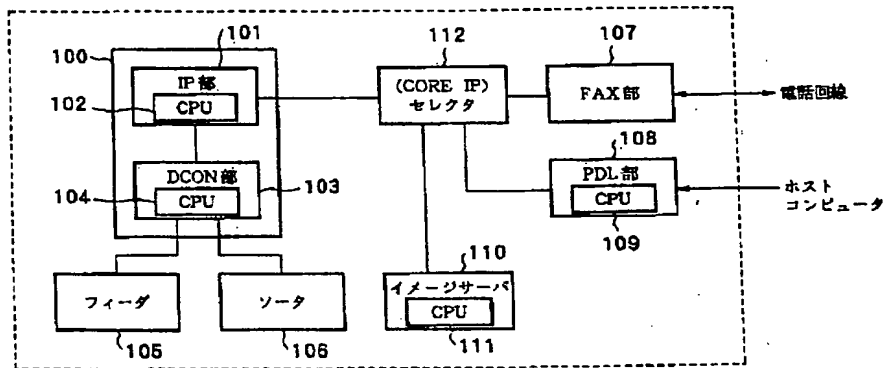 101
112
107
100
IP部
CPU
102
(CORE IP)
セレクタ
FAX部
電話回線
108
DCON部
CPU
103
104
PDL部
CPU
109
ホスト
コンピュータ
110
フィーダ
ソータ
イメージサーバ
CPU
105
106
111